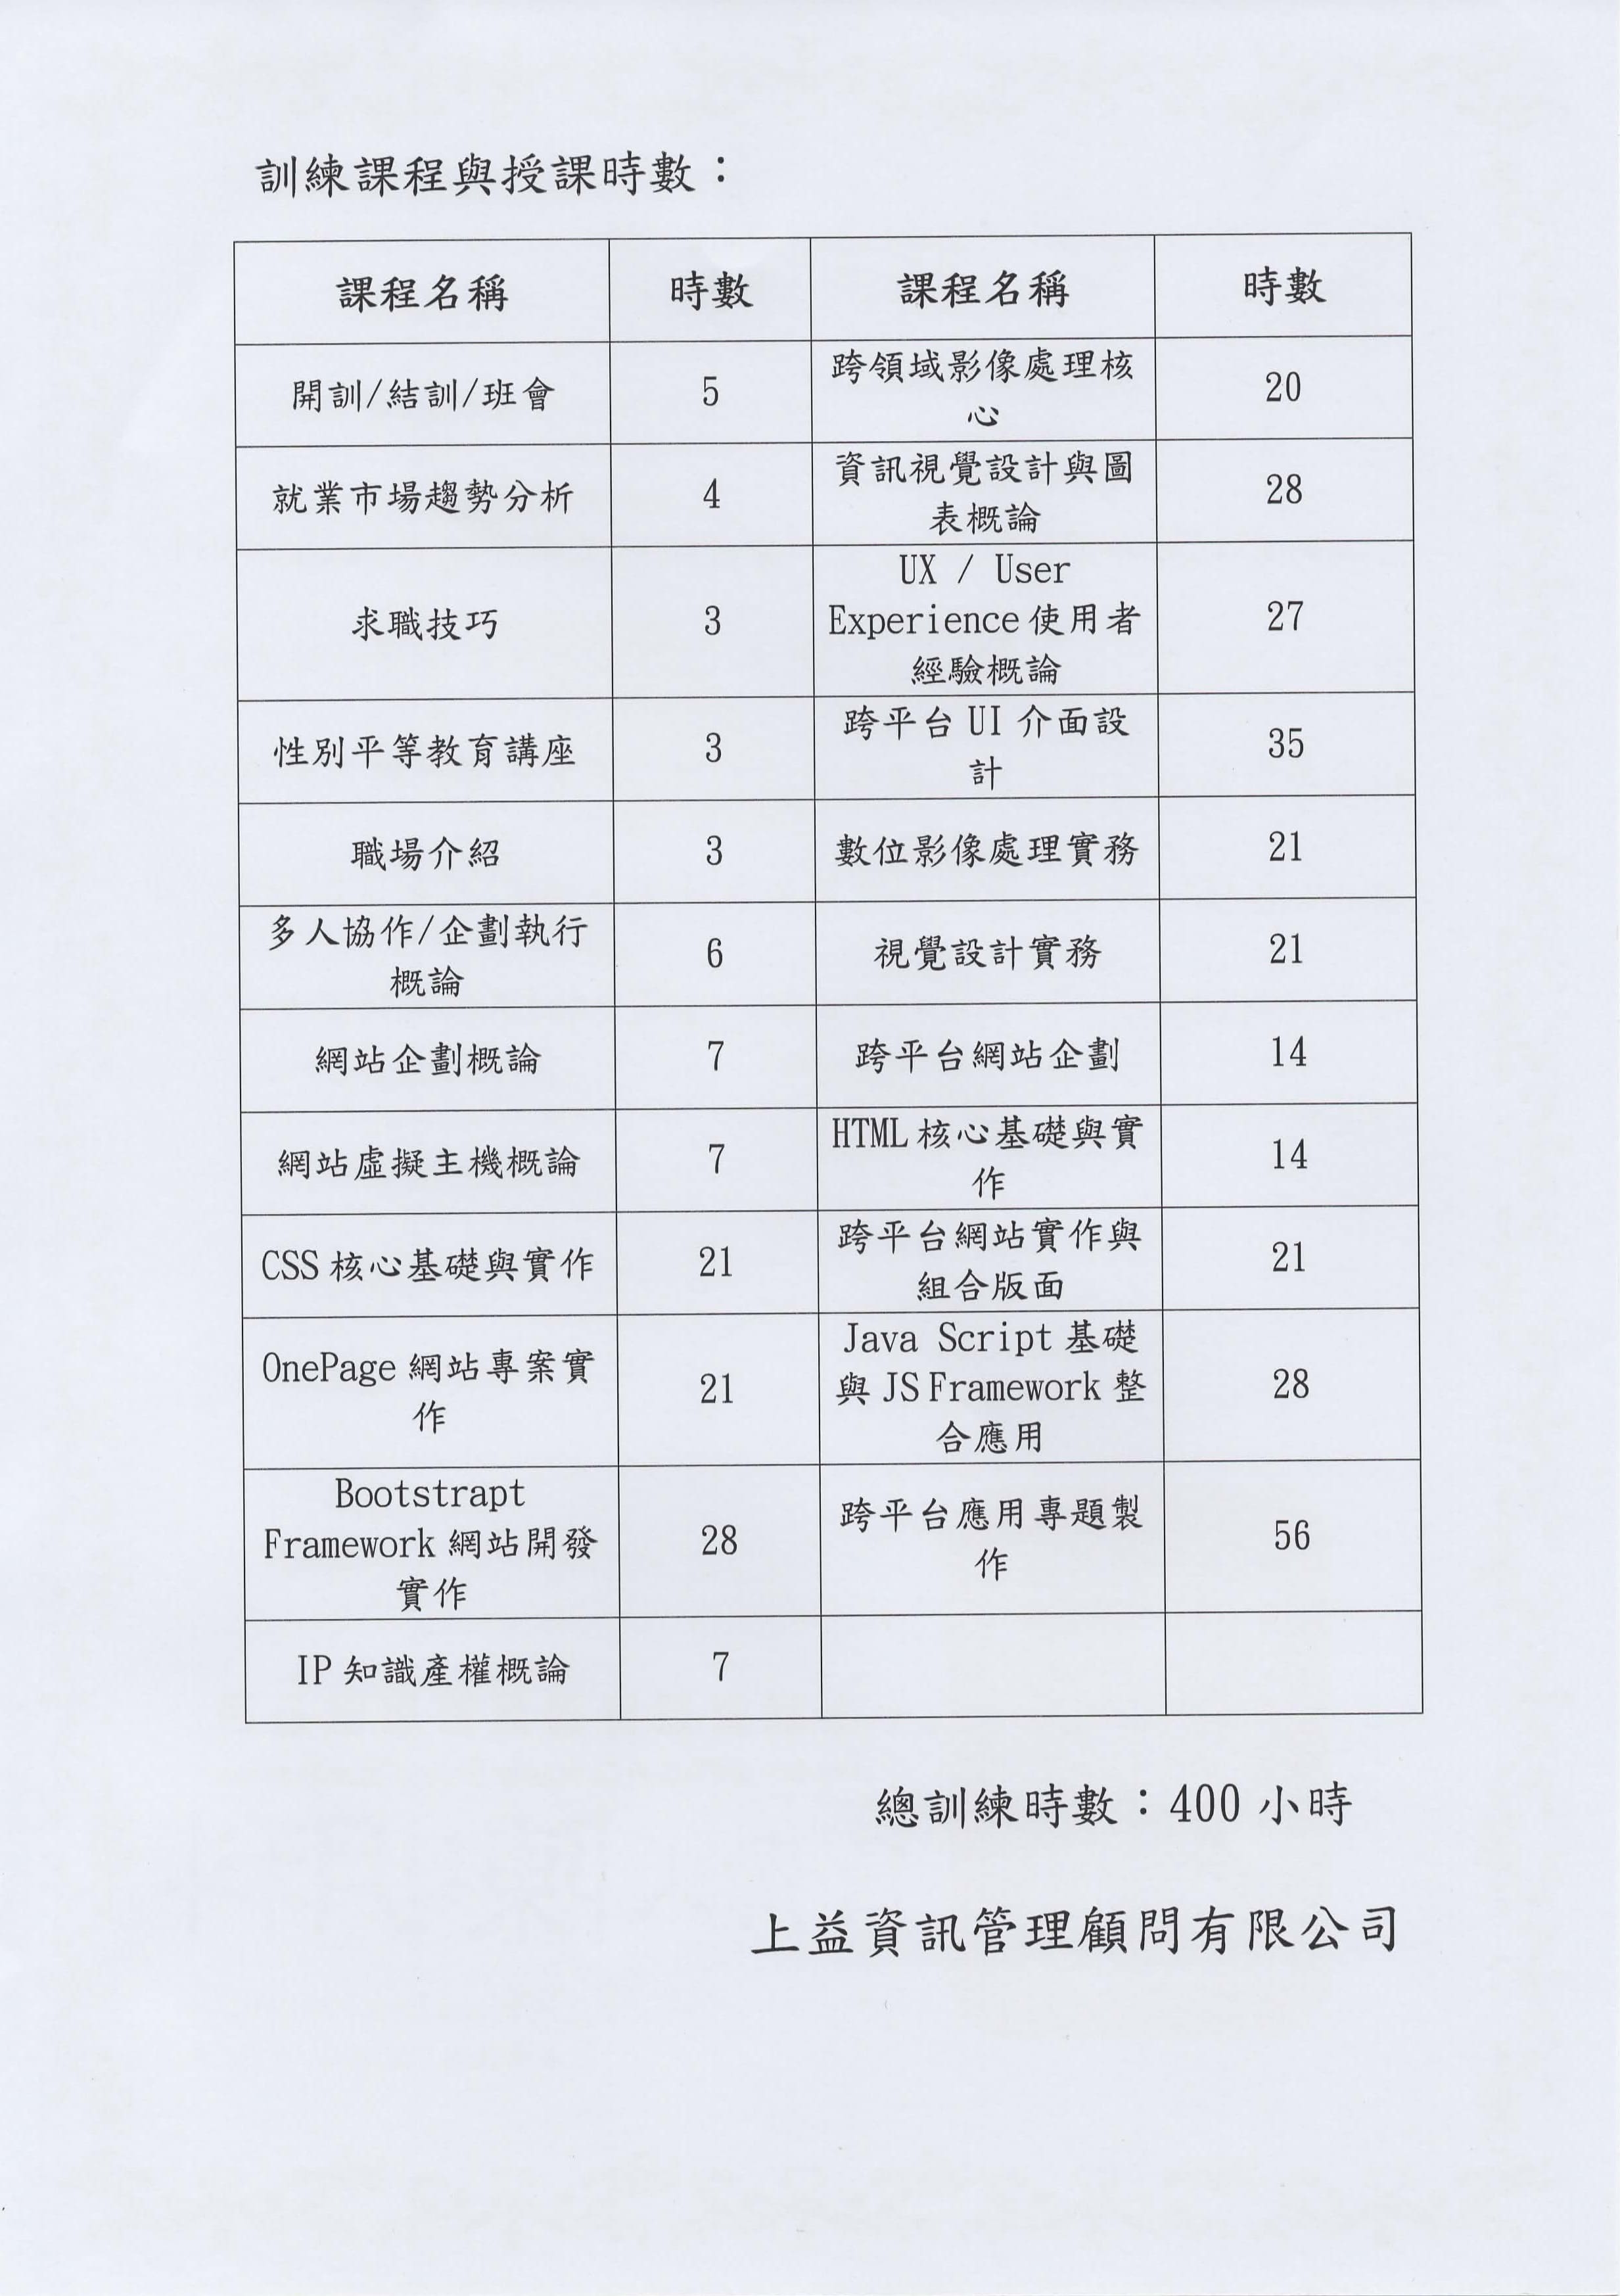 訓練課程與授課時數：
課程名稱 時數 課程名稱 時數
開訓/結訓/班會 5 跨領域影像處理核
心 20
就業市場趨勢分析 4 資訊視覺設計與圖
表概論 28
求職技巧 3 UX / User
Experience 使用者
經驗概論 27
性別平等教育講座 3 跨平台 UI 介面設
計 35
職場介紹 3 數位影像處理實務 21
多人協作/企劃執行
概論 6 視覺設計實務 21
網站企劃概論 7 跨平台網站企劃 14
網站虛擬主機概論 7 HTML 核心基礎與實
作 14
CSS 核心基礎與實作 21 跨平台網站實作與
組合版面 21
OnePage 網站專案實
作 21 Java Script 基礎
與 JS Framework 整
合應用 28
Bootstrapt
Framework 網站開發
實作 28 跨平台應用專題製
作 56
IP 知識產權概論 7
總訓練時數：400 小時
上益資訊管理顧問有限公司